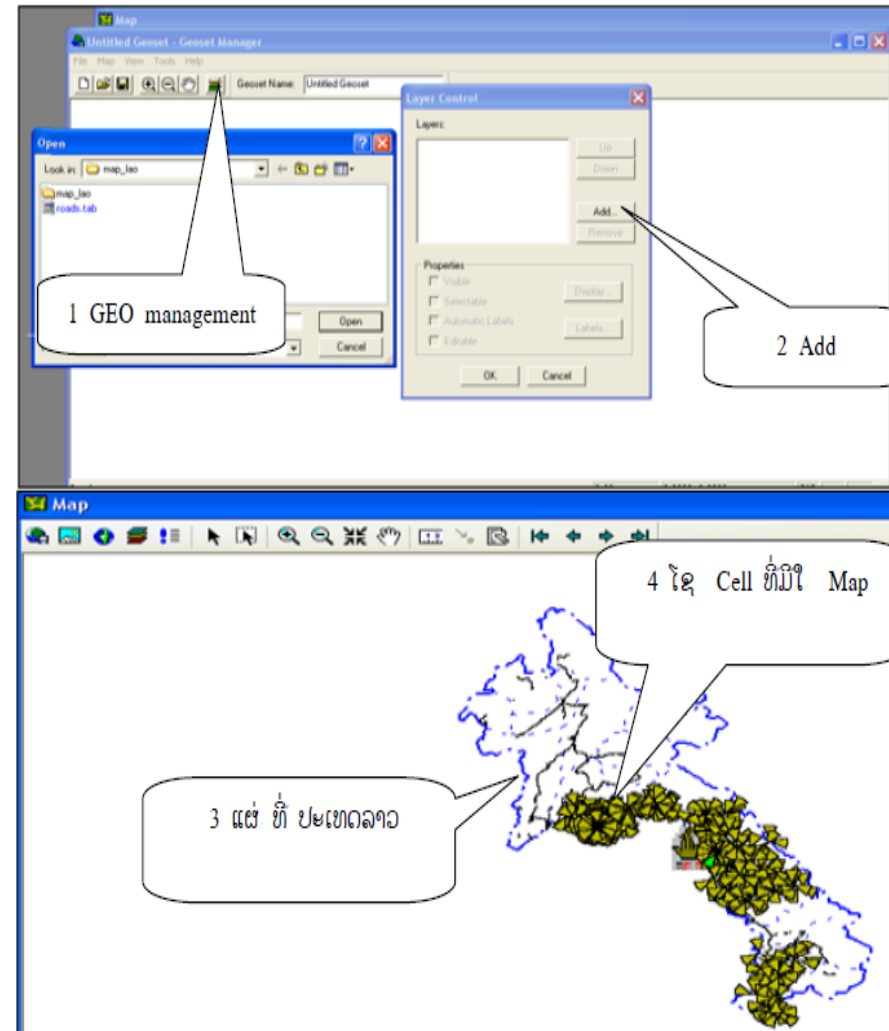 Map
Untitled Geoset - Geoset Manager
File Map View Tools Help
Geoset Name: Untitled Geoset
Layer Control
Layers:
Up
Down
Add...
Remove
Properties
Visible
Selectable
Automatic Labels
Editable
Display...
Labels...
OK Cancel
Open
Look in: map_lao
map_lao
roads.tab
Open
Cancel
1 GEO management
2 Add
Map
4 ໂຊ Cell ທີ່ມີໃ Map
3 ແຜ່ ທີ່ ປະເທດລາວ